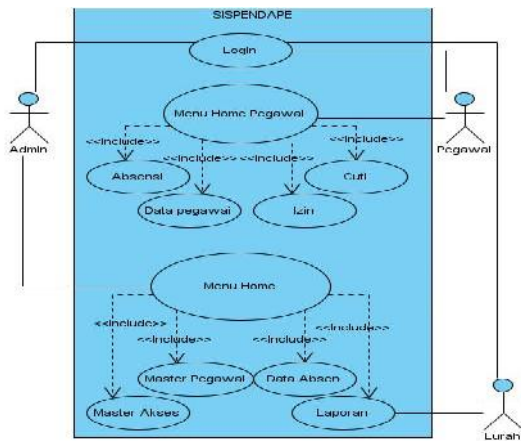 SISPENDAPE
Login
Menu Home Pegawai
Admin
Pegawai
<<Include>>
<<Include>>
<<Include>>
<<Include>>
Absensi
Cuti
Data pegawai
Izin
Menu Home
<<Include>>
<<Include>>
<<Include>>
<<Include>>
Master Pegawai
Data Absen
Master Akses
Laporan
Lurah